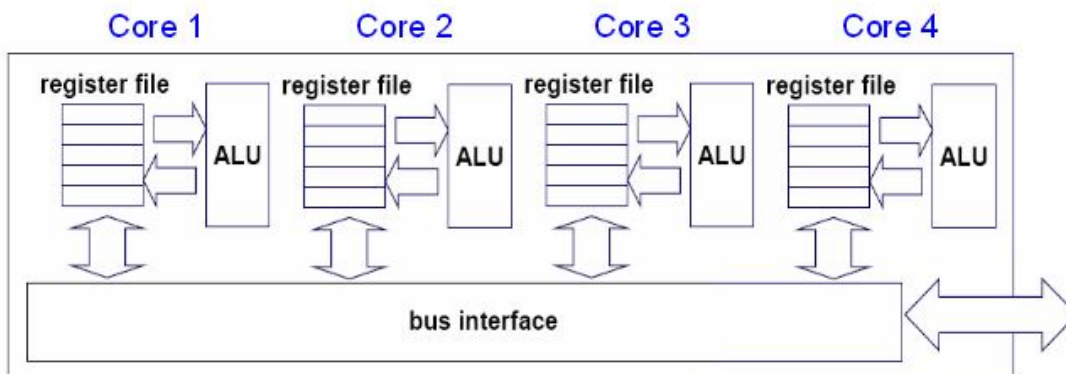 Core 1 Core 2 Core 3 Core 4
register file register file register file register file
ALU ALU ALU ALU
bus interface